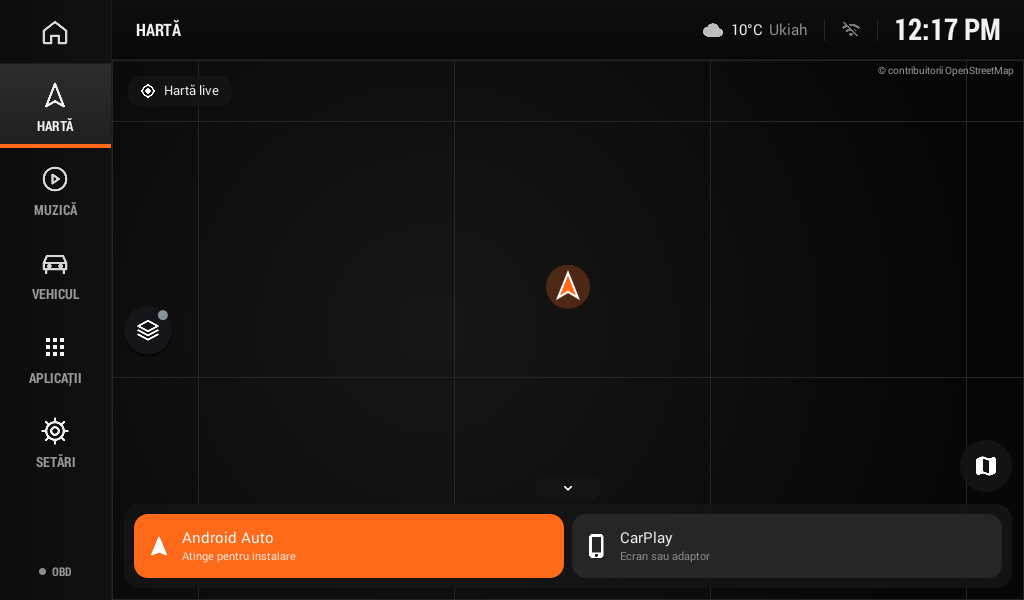 HARTĂ
10°C Ukiah
12:17 PM
© contribuitorii OpenStreetMap
Hartă live
HARTĂ
MUZICĂ
VEHICUL
APLICAȚII
SETĂRI
OBD
Android Auto
Atinge pentru instalare
CarPlay
Ecran sau adaptor